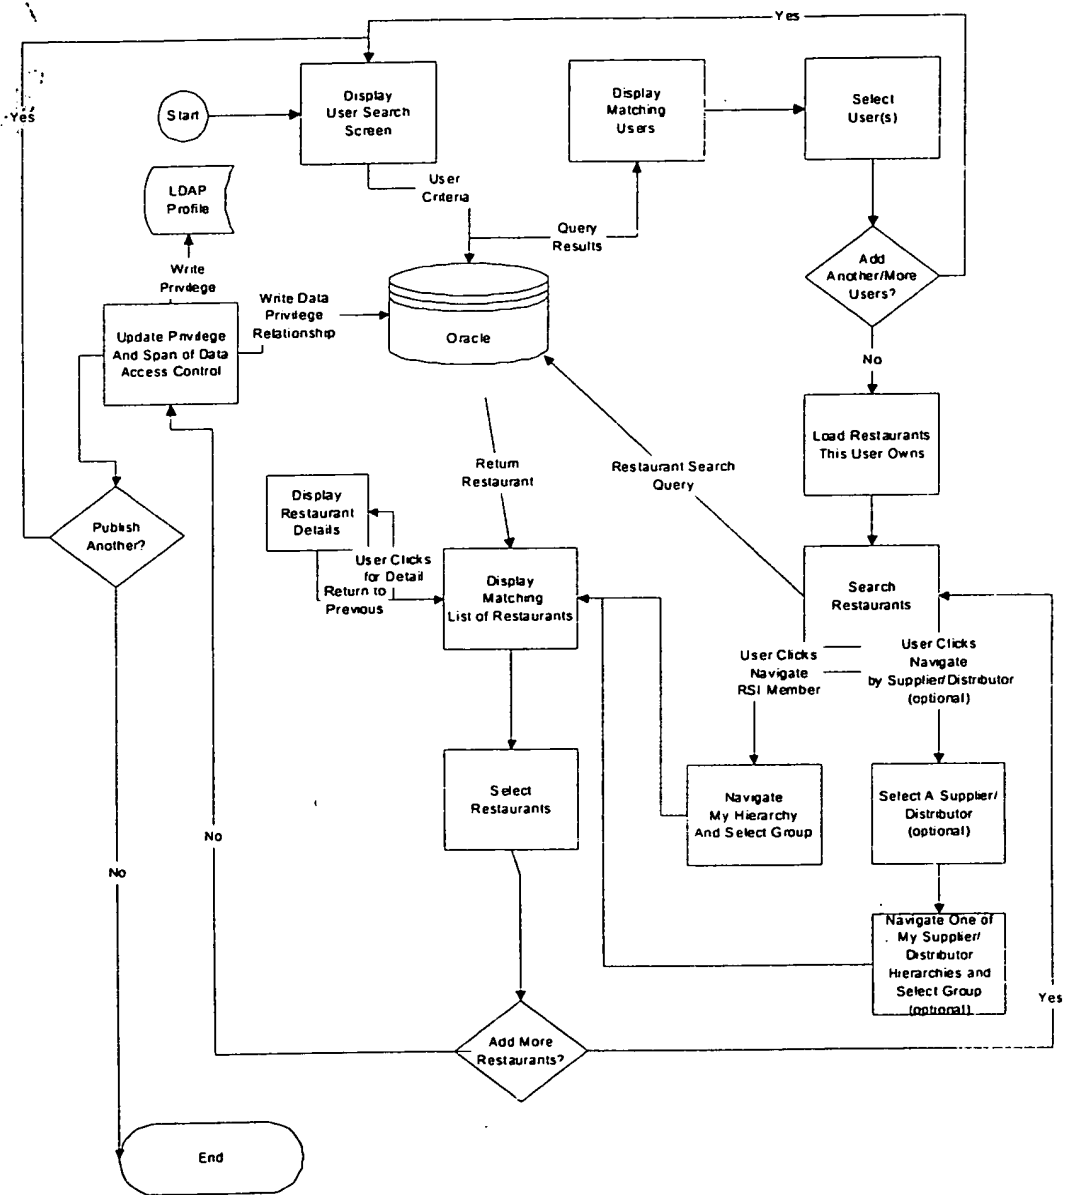 Yes
Yes
Start
Display
User Search
Screen
Display
Matching
Users
Select
User(s)
LDAP
Profile
User
Criteria
Query
Results
Write
Privilege
Add
Another/More
Users?
Write Data
Privilege
Relationship
Oracle
Update Privilege
And Span of Data
Access Control
No
Load Restaurants
This User Owns
Return
Restaurant
Restaurant Search
Query
Display
Restaurant
Details
Publish
Another?
User Clicks
for Detail
Return to
Previous
Display
Matching
List of Restaurants
Search
Restaurants
User Clicks
Navigate
RSI Member
User Clicks
Navigate
by Supplier/Distributor
(optional)
Select
Restaurants
Navigate
My Hierarchy
And Select Group
Select A Supplier/
Distributor
(optional)
No
No
Navigate One of
My Supplier/
Distributor
Hierarchies and
Select Group
(optional)
Yes
Add More
Restaurants?
End